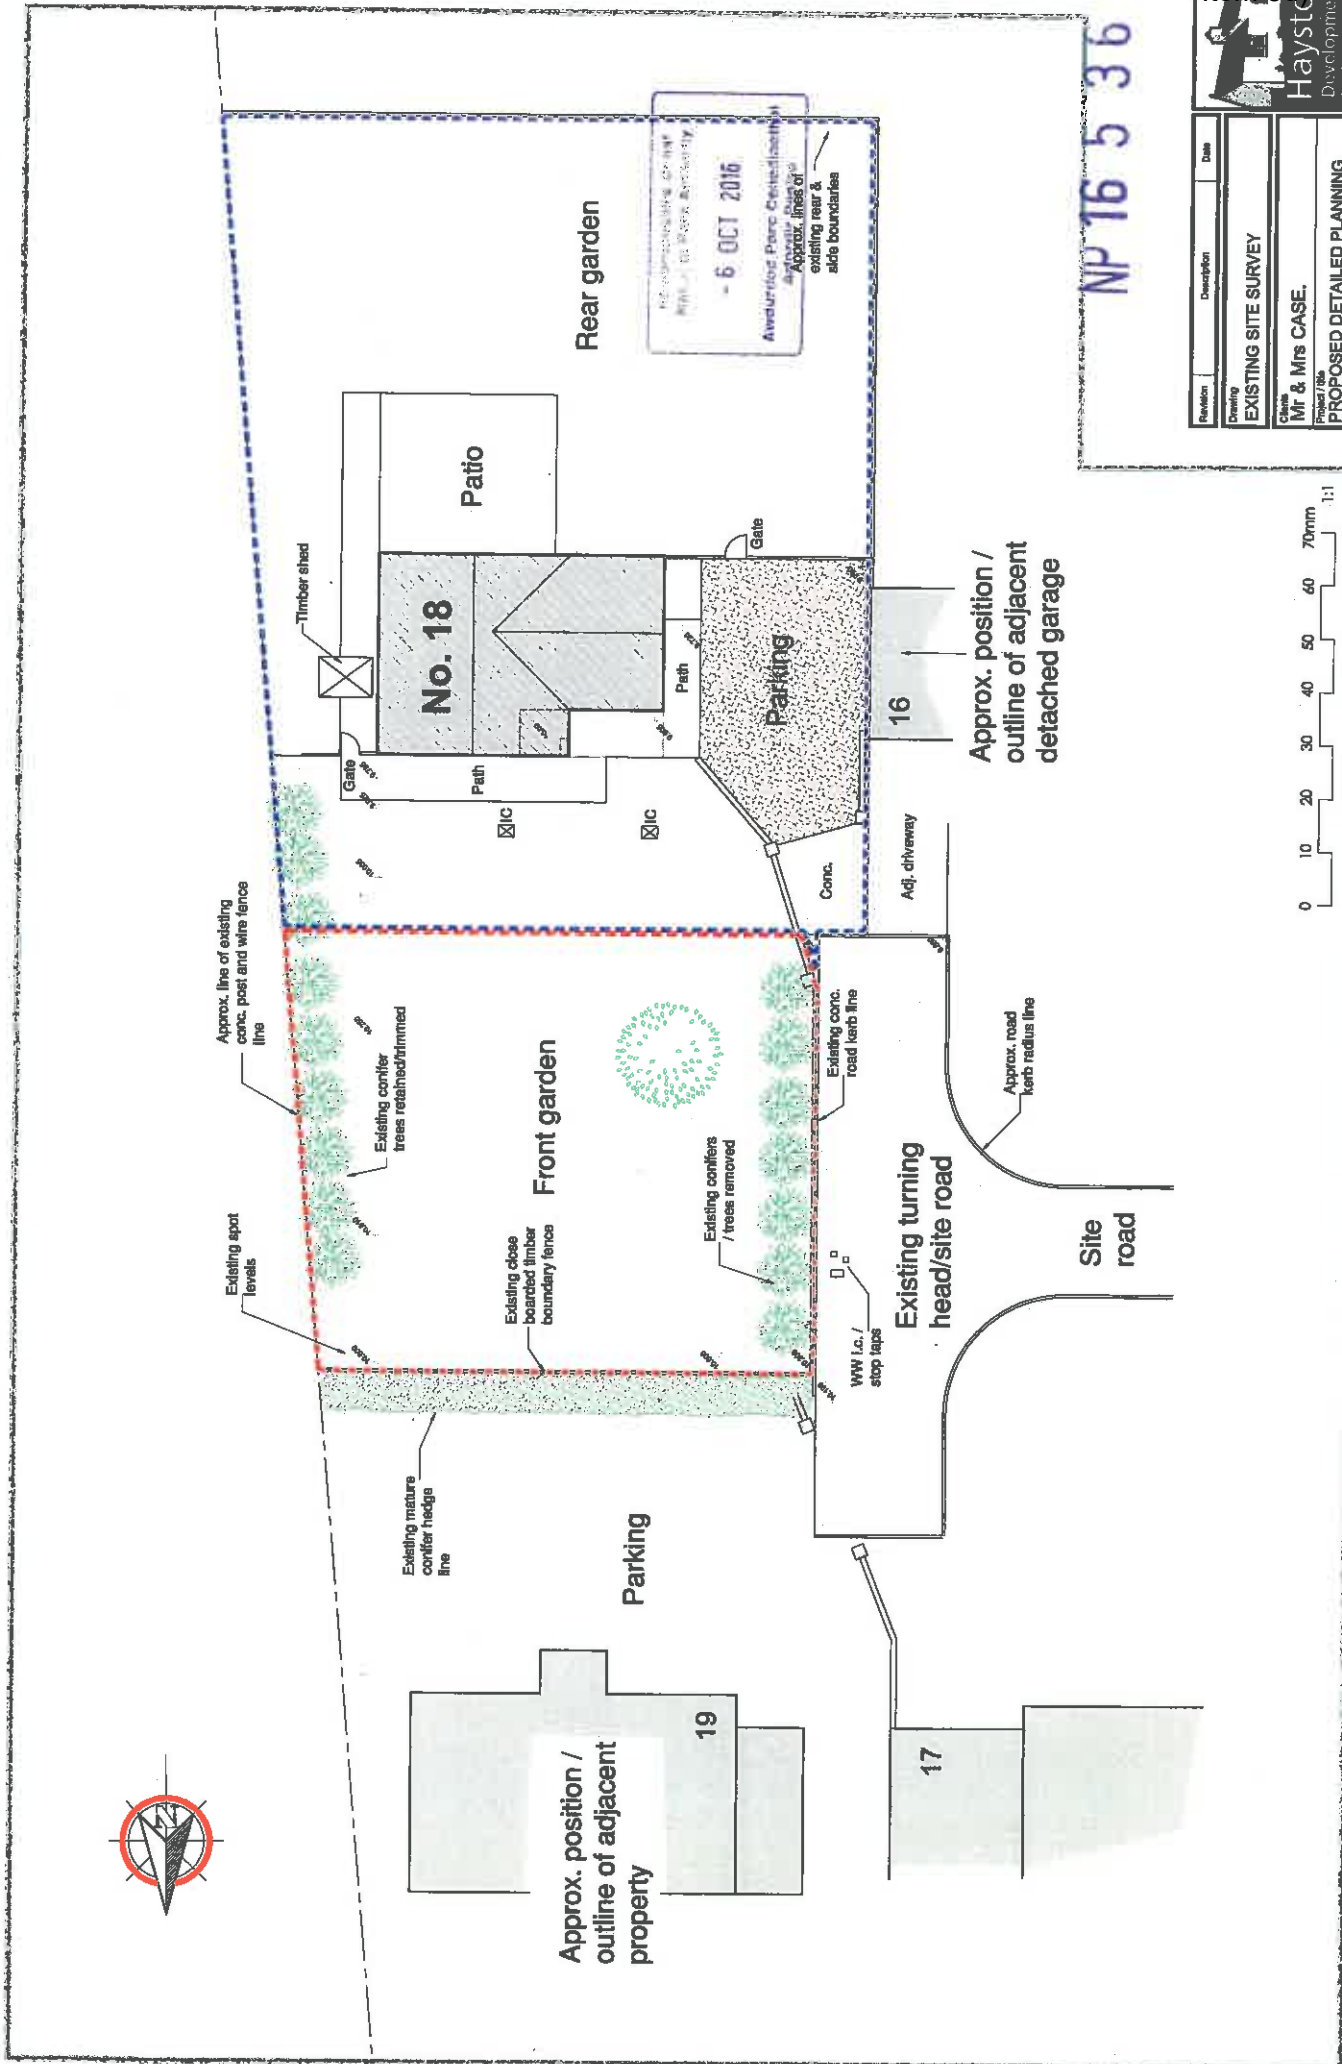 N
Approx. position /
outline of adjacent
property
19
17
Parking
Existing mature
conifer hedge
line
Existing spot
levels
Approx. line of existing
conc. post and wire fence
line
Existing conifer
trees retained/trimmed
Front garden
Existing close
boarded timber
boundary fence
Existing conifers
/ trees removed
WW i.c. /
stop taps
Existing conc.
road kerb line
Existing turning
head/site road
Site
road
Approx. road
kerb radius line
Timber shed
Gate
Path
IC
IC
No. 18
Patio
Path
Parking
Gate
Conc.
Adj. driveway
16
Approx. position /
outline of adjacent
detached garage
Rear garden
- 6 OCT 2016
Awdurdod Parc Cenedlaethol
Approx. lines of
existing rear &
side boundaries
NP 16 536
0 10 20 30 40 50 60 70mm 1:1
Revision Description Date
Drawing
EXISTING SITE SURVEY
Clients
Mr & Mrs CASE.
Project / title
PROPOSED DETAILED PLANNING